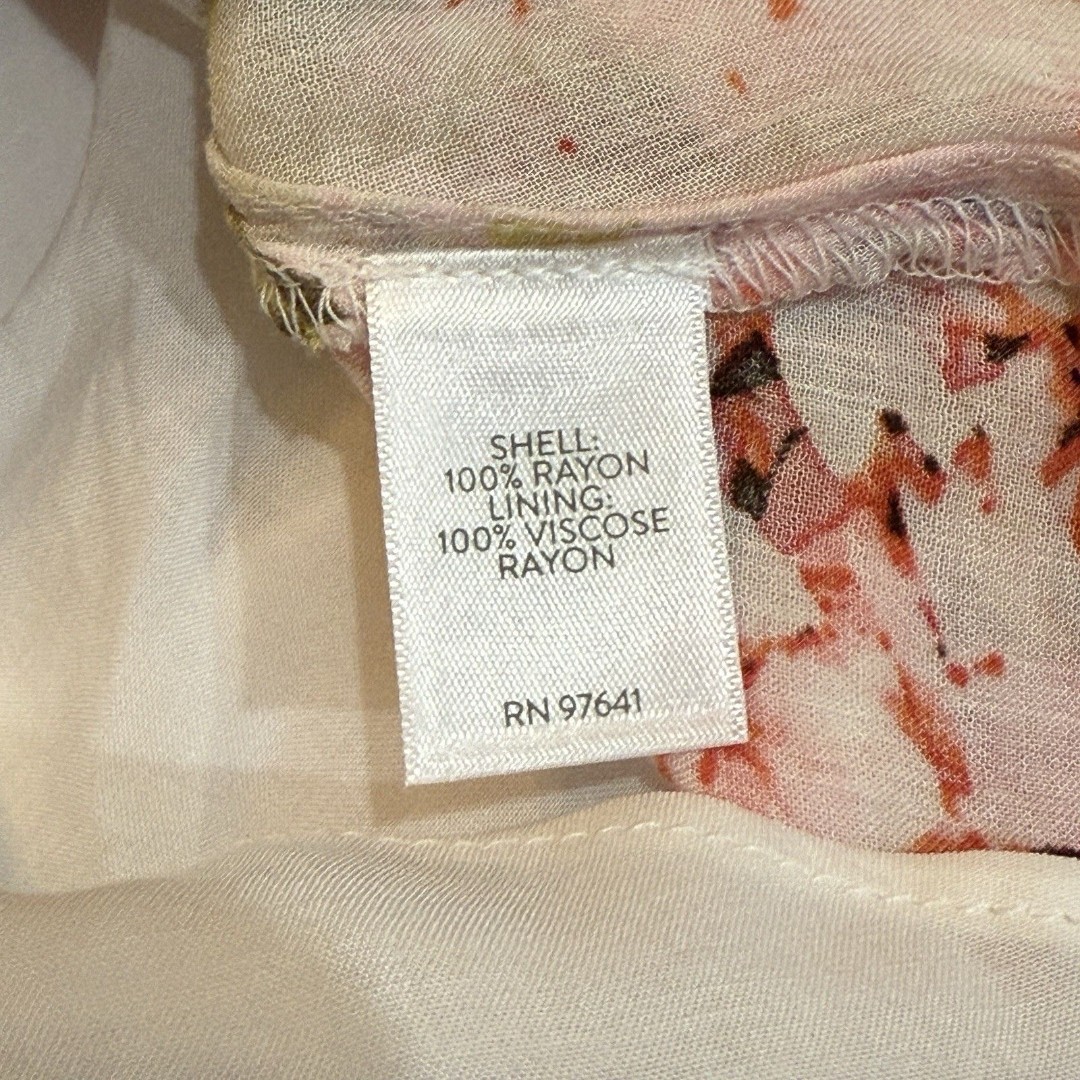 SHELL:
100% RAYON
LINING:
100% VISCOSE
RAYON
RN 97641